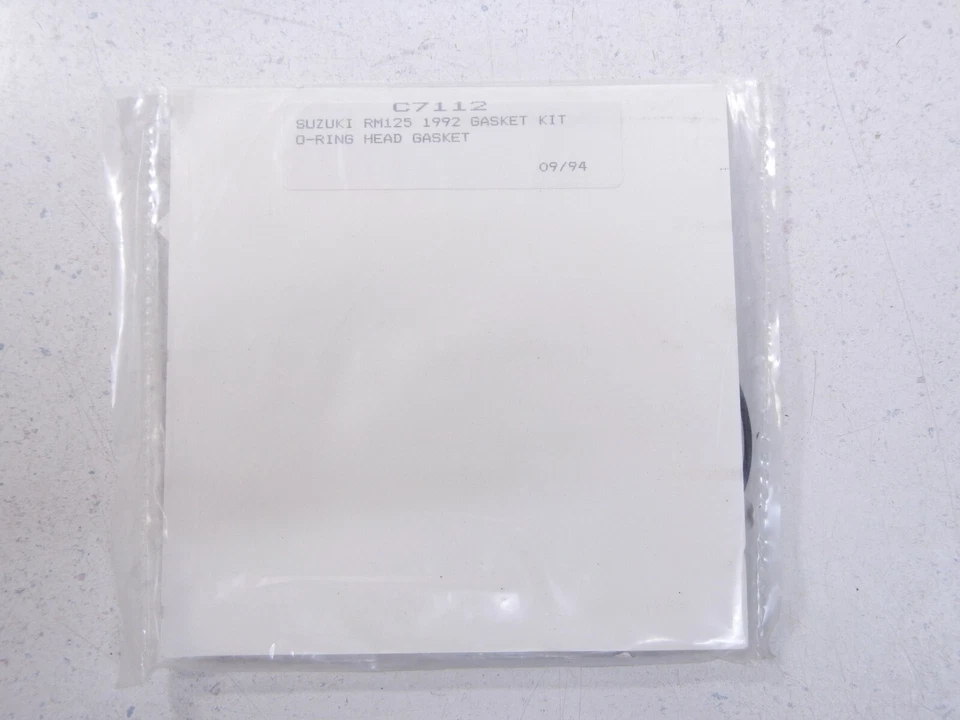 C7112
SUZUKI RM125 1992 GASKET KIT
O-RING HEAD GASKET
09/94